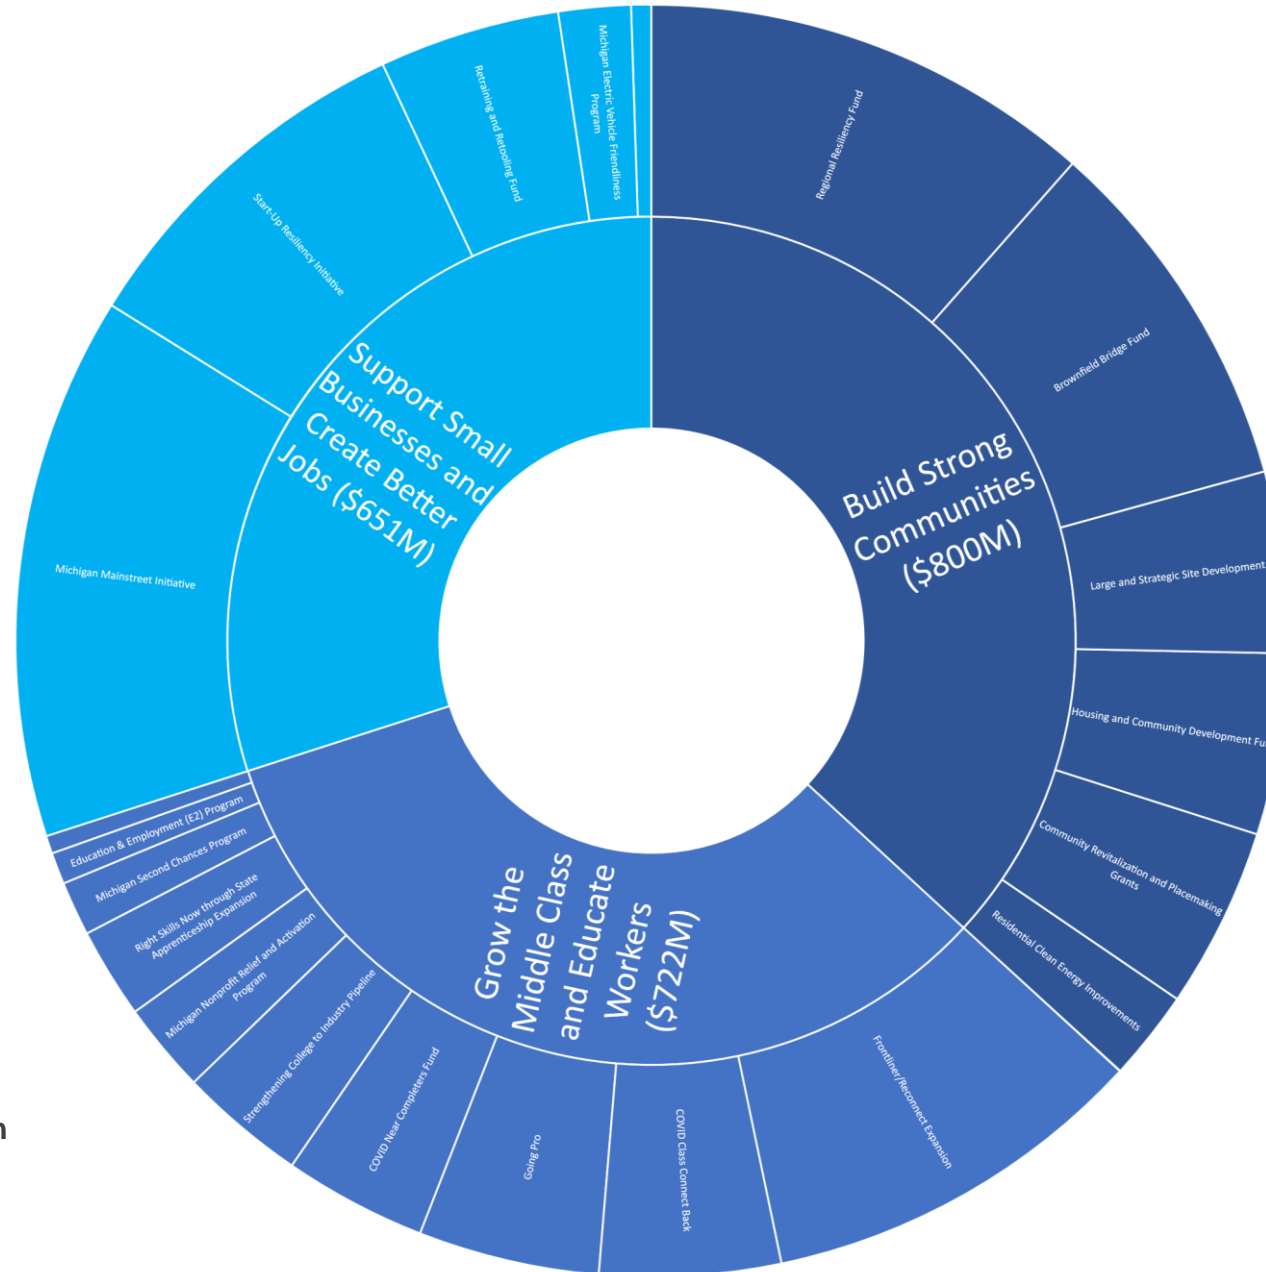 Michigan Electric Vehicle Friendliness
Program
Retraining and Retooling Fund
Start-Up Resiliency Initiative
Michigan Mainstreet Initiative
Support Small
Businesses and
Create Better
Jobs ($651M)
Regional Resiliency Fund
Brownfield Bridge Fund
Build Strong
Communities
($800M)
Large and Strategic Site Development
Housing and Community Development Fu
Community Revitalization and Placemaking
Grants
Residential Clean Energy Improvements
Grow the
Middle Class
and Educate
Workers
($722M)
Frontliner/Reconnect Expansion
COVID Class Connect Back
Going Pro
COVID Near Completers Fund
Strengthening College to Industry Pipeline
Michigan Nonprofit Relief and Activation
Program
Right Skills Now through State
Apprenticeship Expansion
Michigan Second Chances Program
Education & Employment (E2) Program